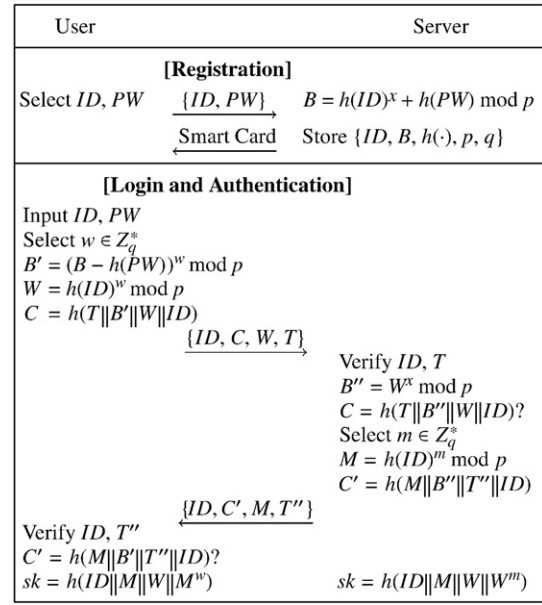 User Server
[Registration]
Select ID, PW {ID, PW} B = h(ID)^x + h(PW) mod p
Smart Card Store {ID, B, h(·), p, q}
[Login and Authentication]
Input ID, PW
Select w ∈ Z_q^*
B′ = (B − h(PW))^w mod p
W = h(ID)^w mod p
C = h(T||B′||W||ID)
{ID, C, W, T}
Verify ID, T
B″ = W^x mod p
C = h(T||B″||W||ID)?
Select m ∈ Z_q^*
M = h(ID)^m mod p
C′ = h(M||B″||T″||ID)
{ID, C′, M, T″}
Verify ID, T″
C′ = h(M||B′||T″||ID)?
sk = h(ID||M||W||M^w) sk = h(ID||M||W||W^m)